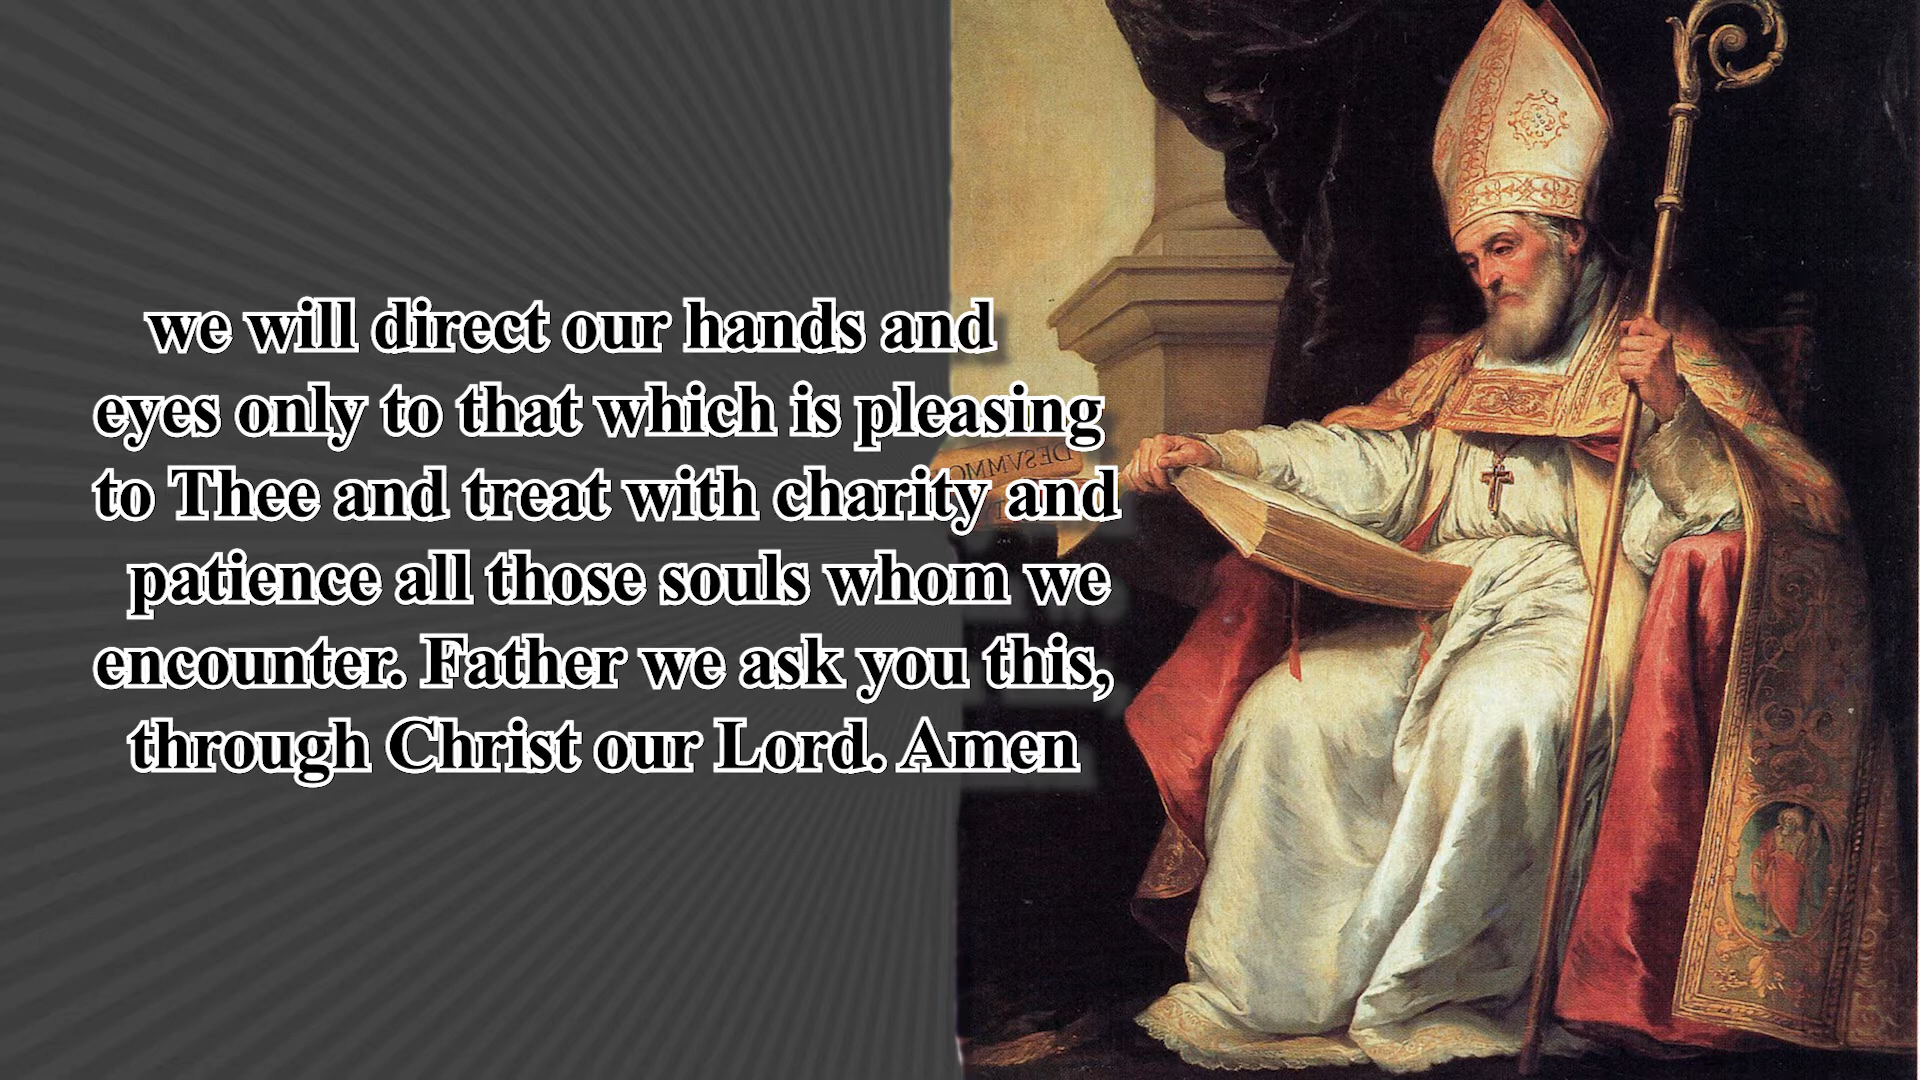 we will direct our hands and
eyes only to that which is pleasing
to Thee and treat with charity and
patience all those souls whom we
encounter. Father we ask you this,
through Christ our Lord. Amen
DESVMMO